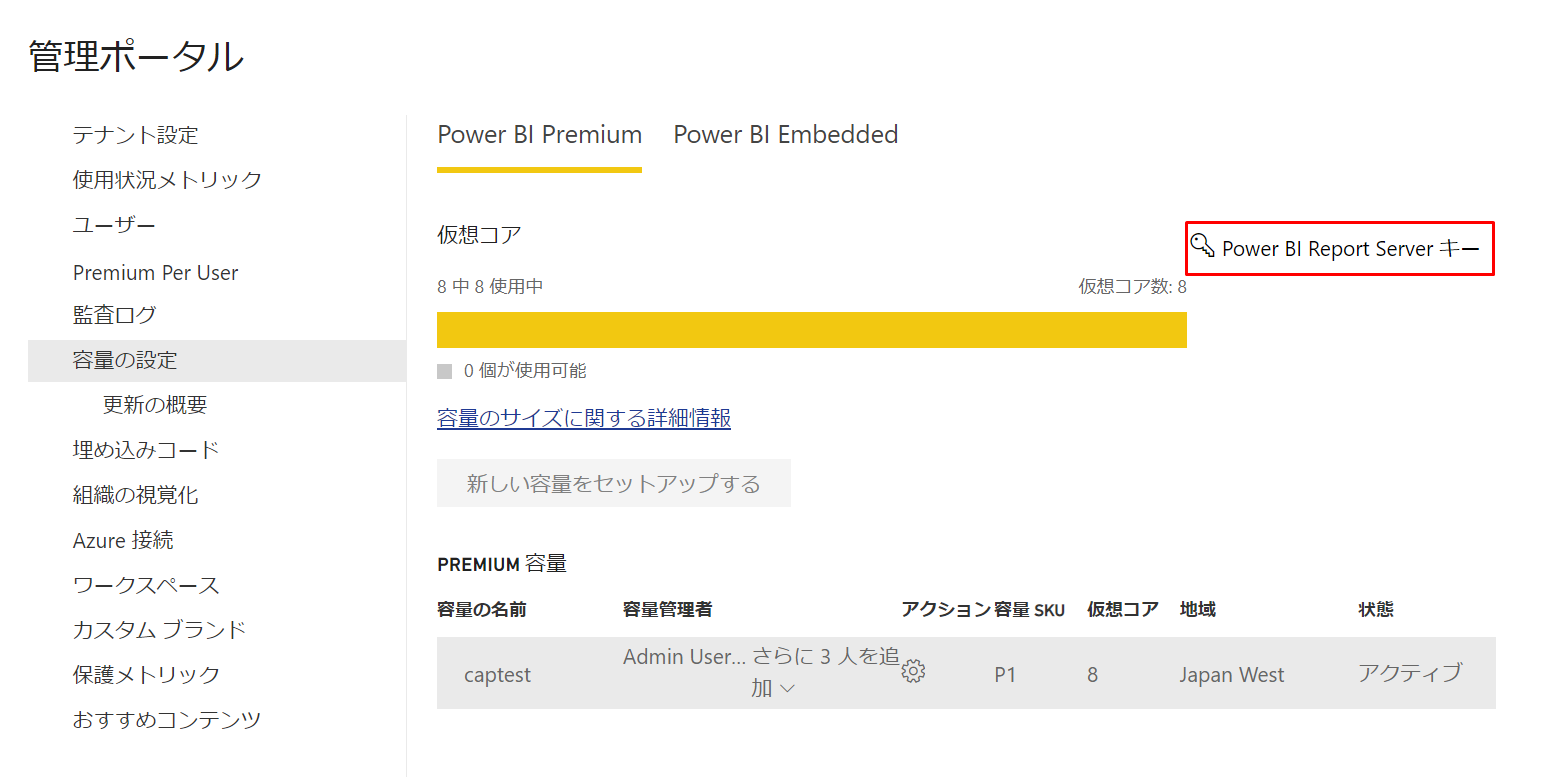 管理ポータル
テナント設定
使用状況メトリック
ユーザー
Premium Per User
監査ログ
容量の設定
更新の概要
埋め込みコード
組織の視覚化
Azure 接続
ワークスペース
カスタム ブランド
保護メトリック
おすすめコンテンツ
Power BI Premium Power BI Embedded
仮想コア
Power BI Report Server キー
8 中 8 使用中 仮想コア数: 8
0 個が使用可能
容量のサイズに関する詳細情報
新しい容量をセットアップする
PREMIUM 容量
容量の名前 容量管理者 アクション 容量 SKU 仮想コア 地域 状態
captest Admin User... さらに 3 人を追 P1 8 Japan West アクティブ
加